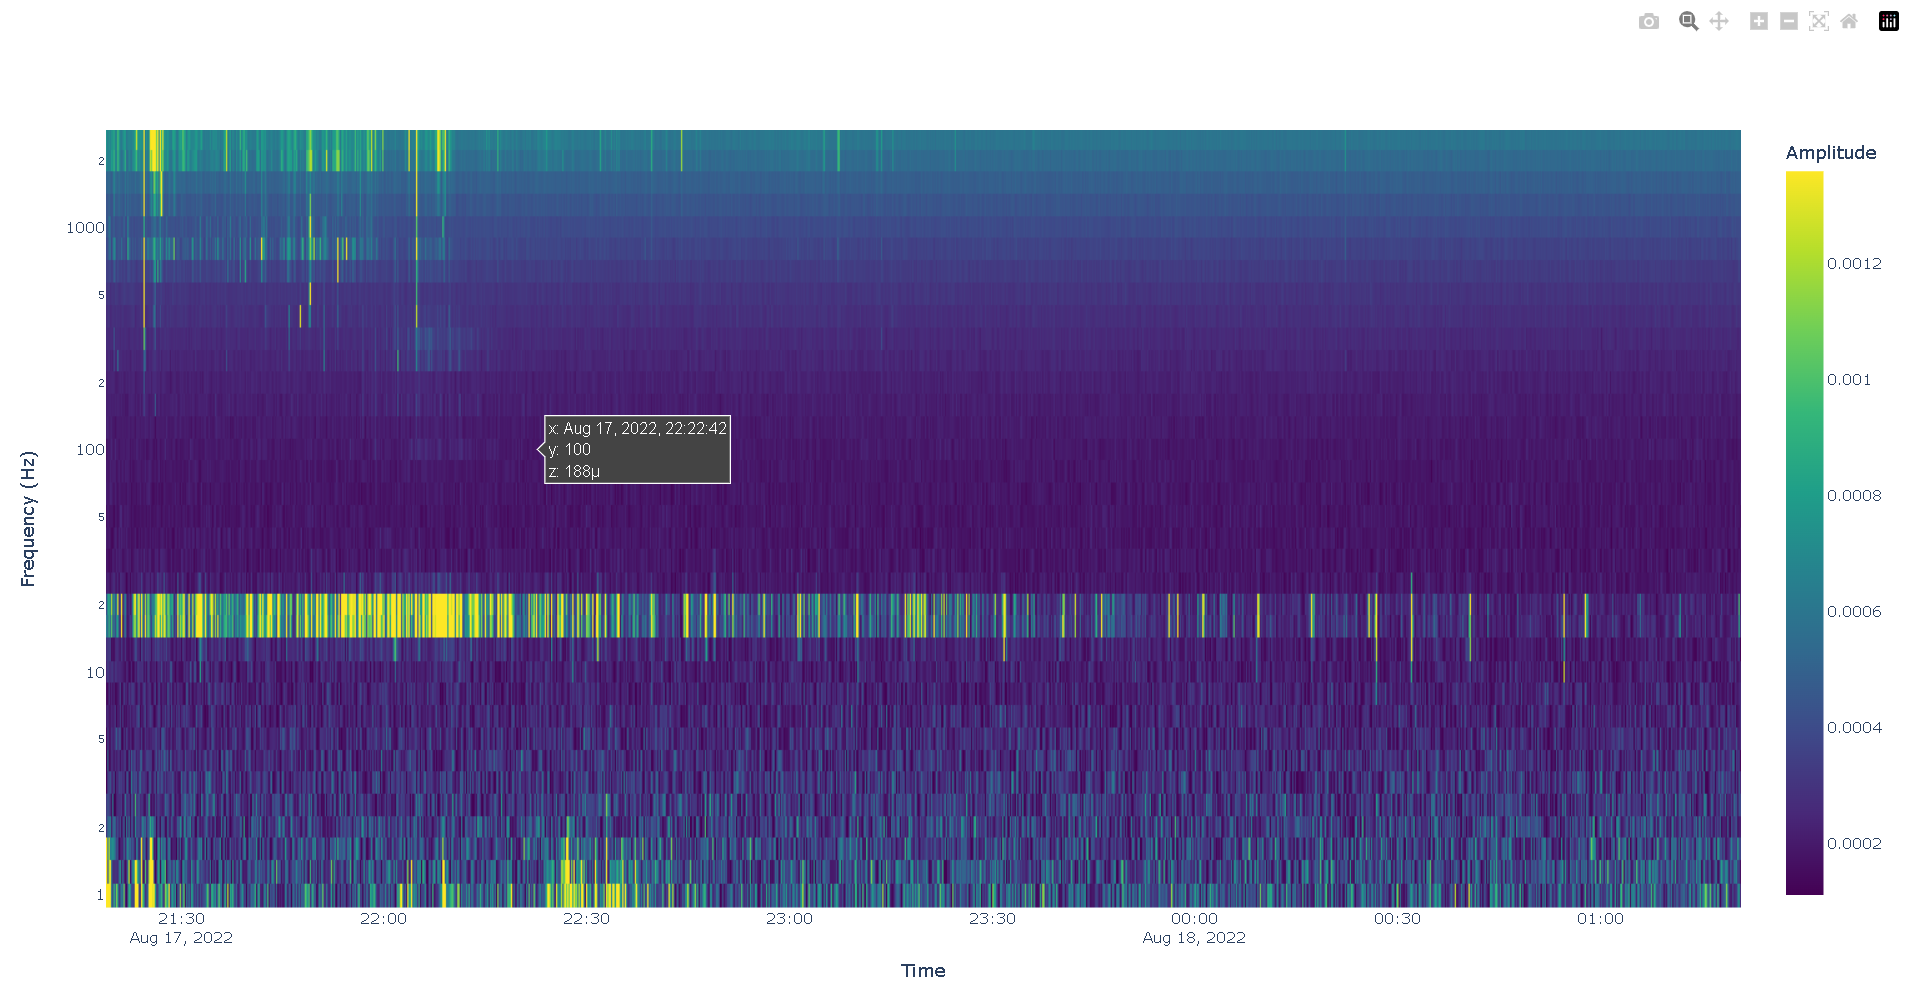 Amplitude
2
1000
5
2
100
5
2
10
5
2
1
Frequency (Hz)
x: Aug 17, 2022, 22:22:42
y: 100
z: 188μ
0.0012
0.001
0.0008
0.0006
0.0004
0.0002
21:30 22:00 22:30 23:00 23:30 00:00 00:30 01:00
Aug 17, 2022 Aug 18, 2022
Time